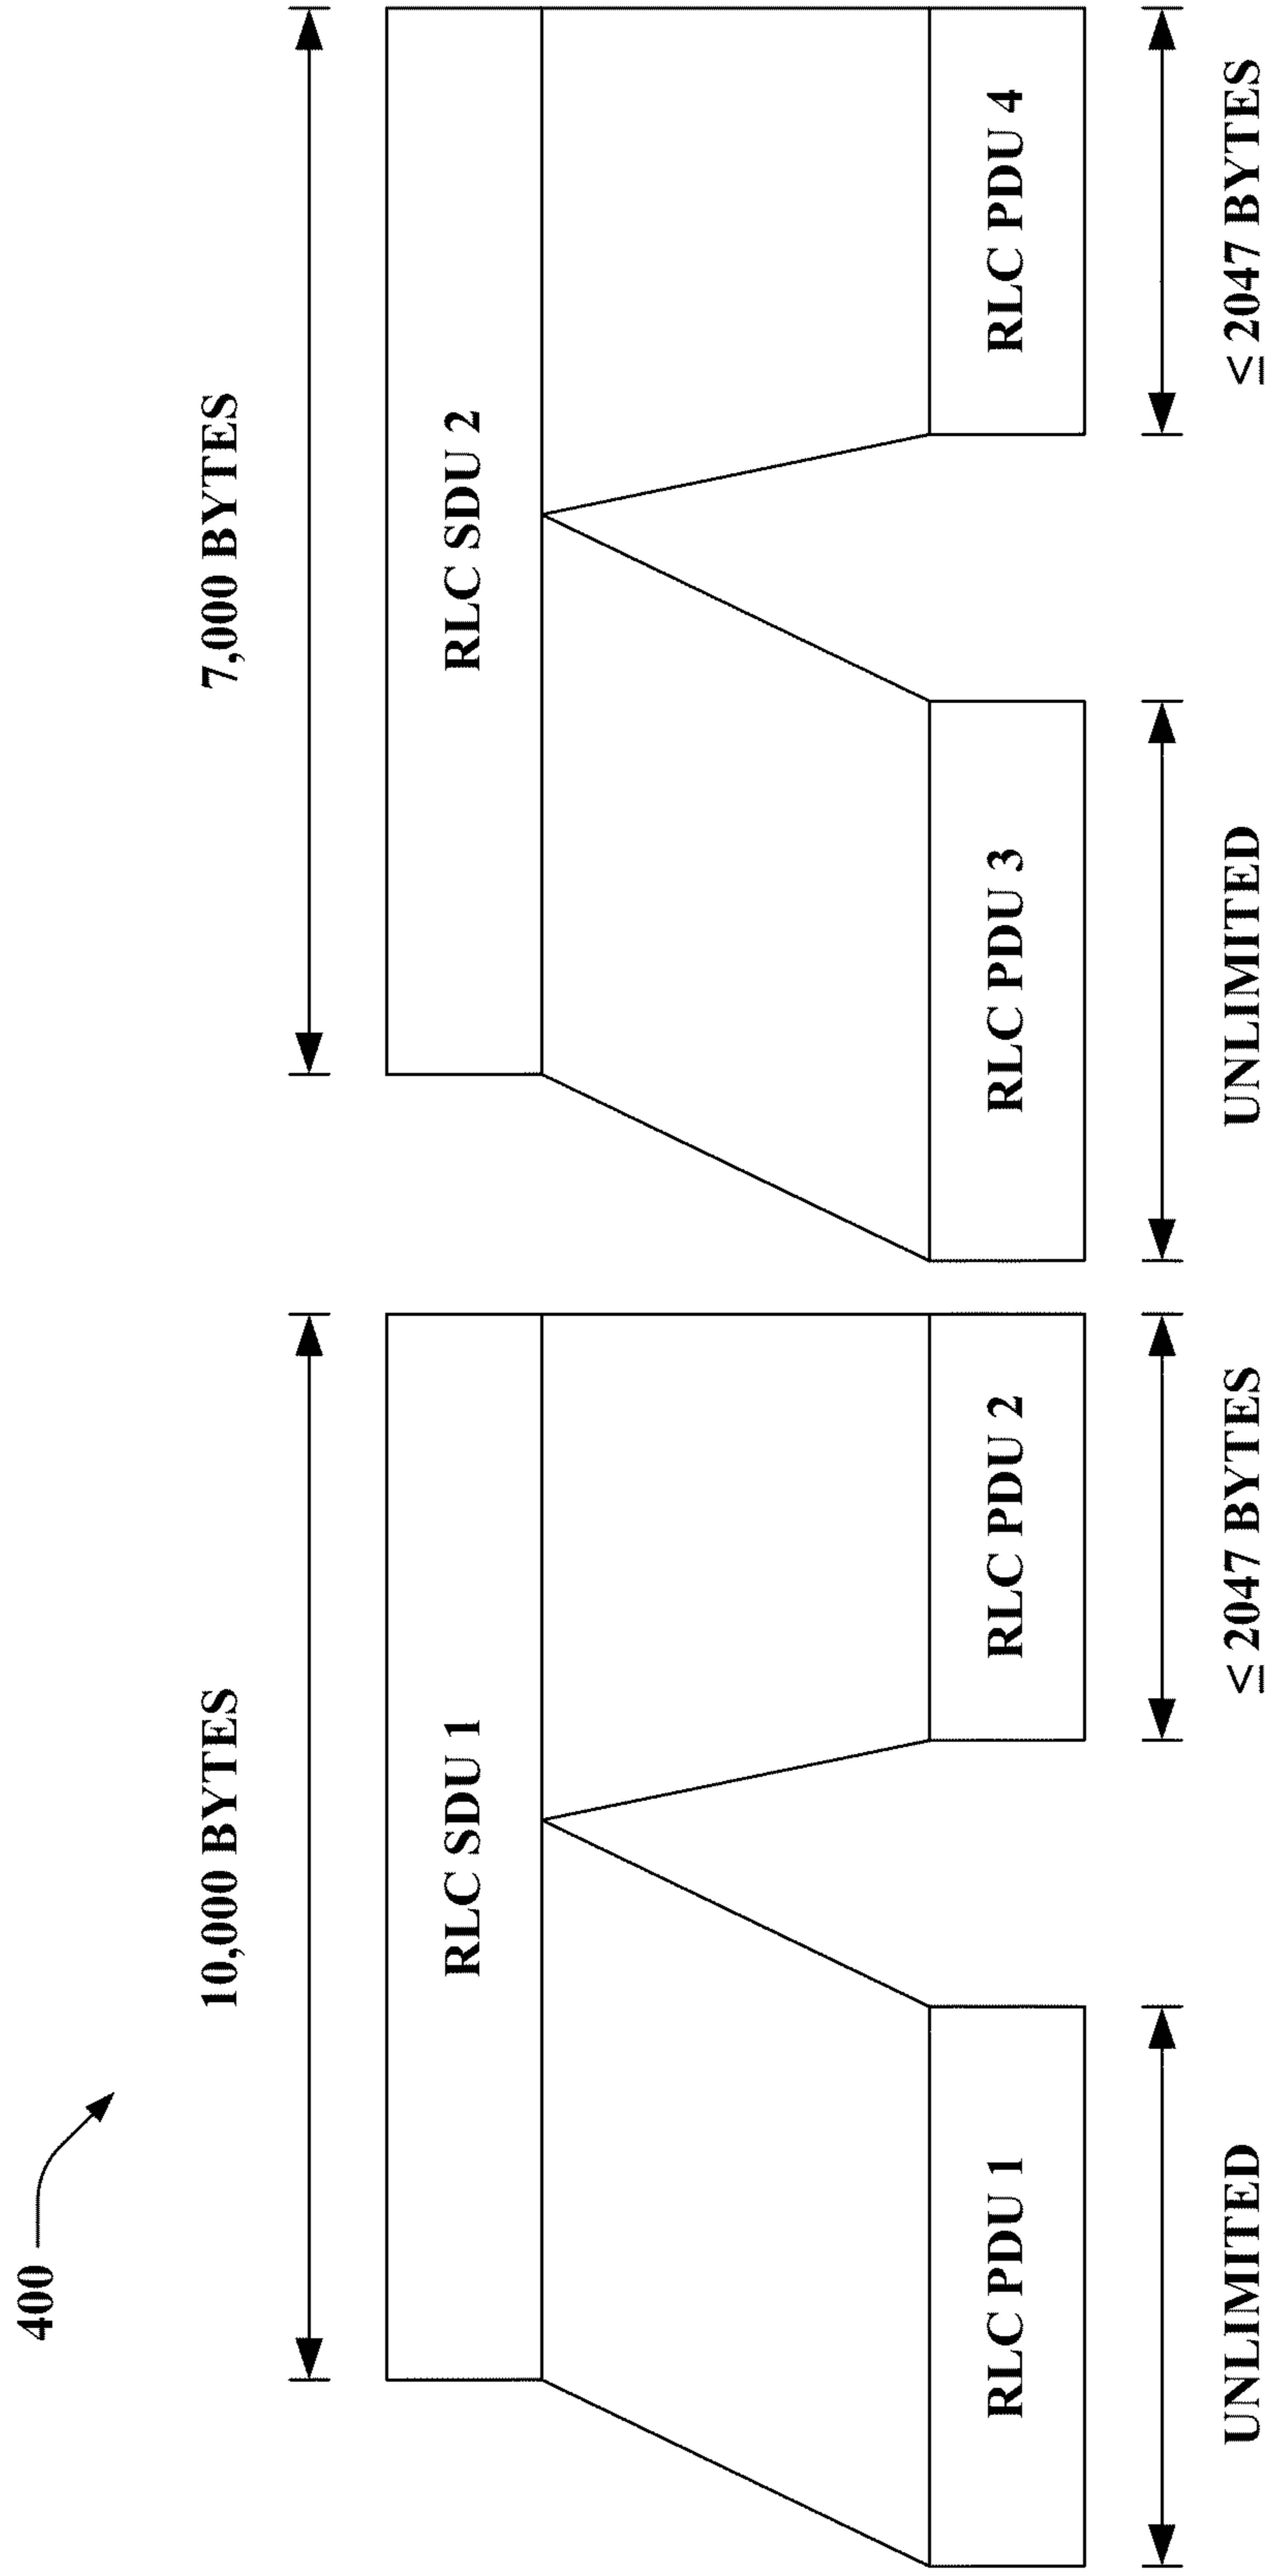 400
10,000 BYTES
7,000 BYTES
RLC SDU 1
RLC SDU 2
RLC PDU 1
RLC PDU 2
RLC PDU 3
RLC PDU 4
UNLIMITED
≤ 2047 BYTES
UNLIMITED
≤ 2047 BYTES